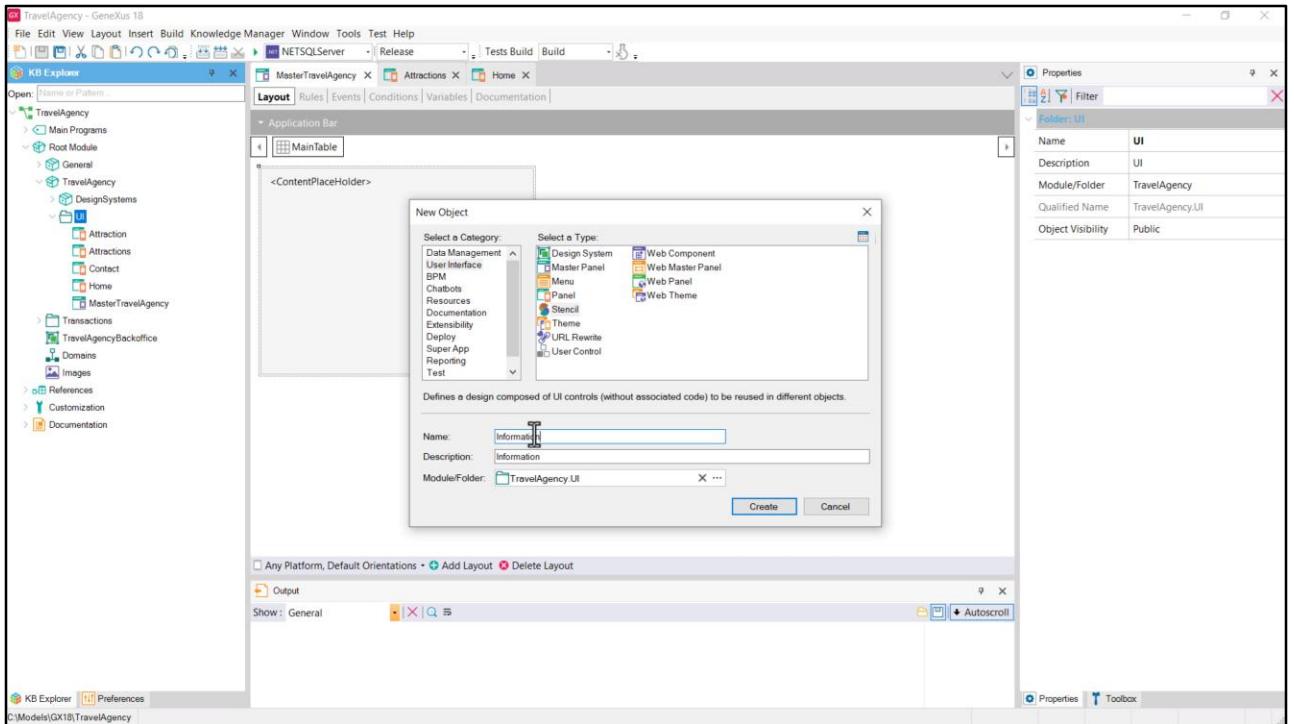 TravelAgency - GeneXus 18
File Edit View Layout Insert Build Knowledge Manager Window Tools Test Help
NETSQLServer Release Tests Build Build
KB Explorer
Open: Name or Pattern...
TravelAgency
Main Programs
Root Module
General
TravelAgency
DesignSystems
UI
Attraction
Attractions
Contact
Home
MasterTravelAgency
Transactions
TravelAgencyBackoffice
Domains
Images
References
Customization
Documentation
KB Explorer Preferences
MasterTravelAgency X Attractions X Home X
Layout Rules Events Conditions Variables Documentation
Application Bar
MainTable
<ContentPlaceHolder>
New Object
Select a Category:
Data Management
User Interface
BPM
Chatbots
Resources
Documentation
Extensibility
Deploy
Super App
Reporting
Test
Select a Type:
Design System
Master Panel
Menu
Panel
Stencil
Theme
URL Rewrite
User Control
Web Component
Web Master Panel
Web Panel
Web Theme
Defines a design composed of UI controls (without associated code) to be reused in different objects.
Name: Information
Description: Information
Module/Folder: TravelAgency.UI
Create Cancel
Any Platform, Default Orientations Add Layout Delete Layout
Output
Show: General Autoscroll
Properties
Filter
Folder: UI
Name UI
Description UI
Module/Folder TravelAgency
Qualified Name TravelAgency.UI
Object Visibility Public
Properties Toolbox
C:\Models\GX18\TravelAgency